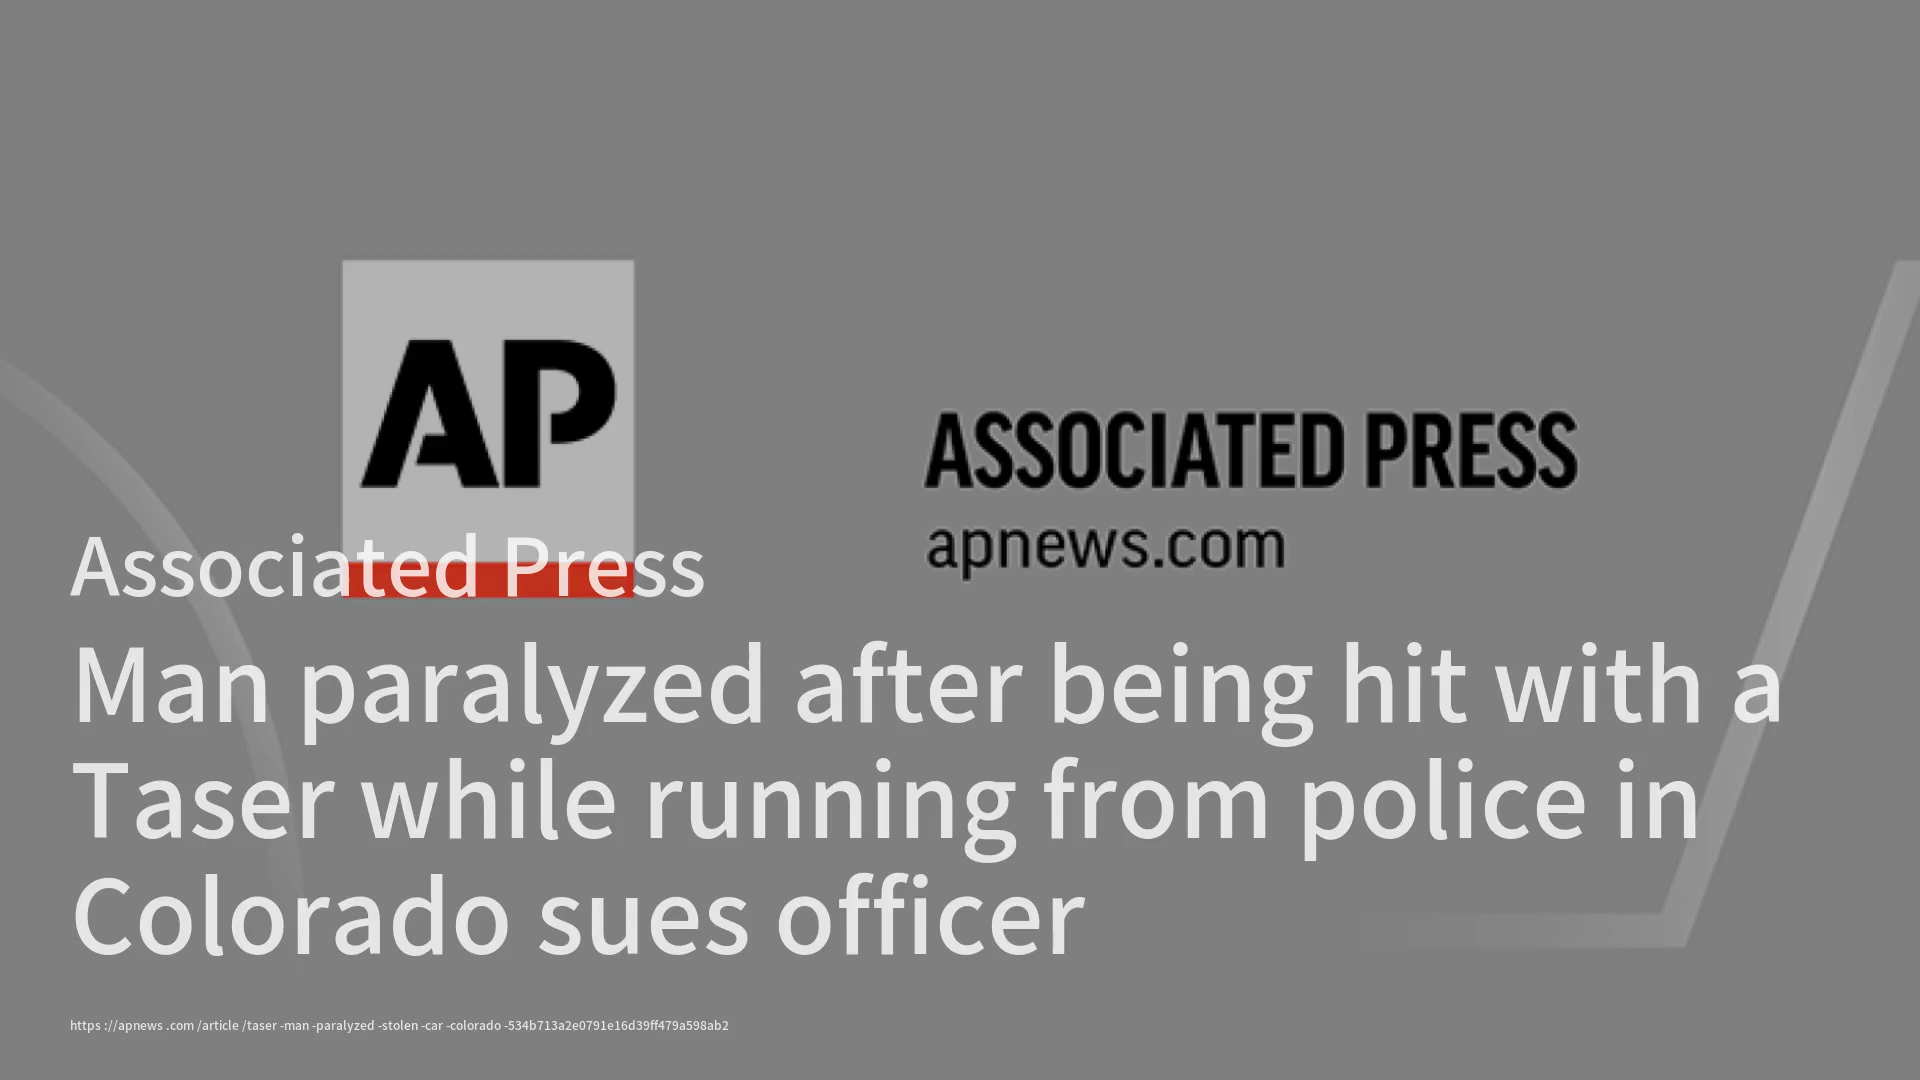 AP
ASSOCIATED PRESS
apnews.com
Associated Press
Man paralyzed after being hit with a
Taser while running from police in
Colorado sues officer
https ://apnews .com /article /taser -man -paralyzed -stolen -car -colorado -534b713a2e0791e16d39ff479a598ab2